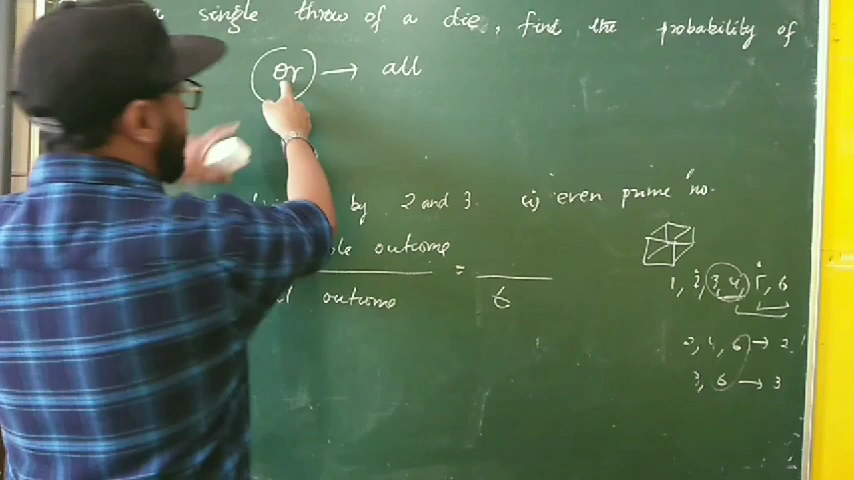 a single throw of a die, find the probability of
or → all
by 2 and 3. (ii) even prime no.
outcome
= 
6
outcome
1, 2, 3, 4, 5, 6
2, 4, 6 → 2
3, 6 → 3